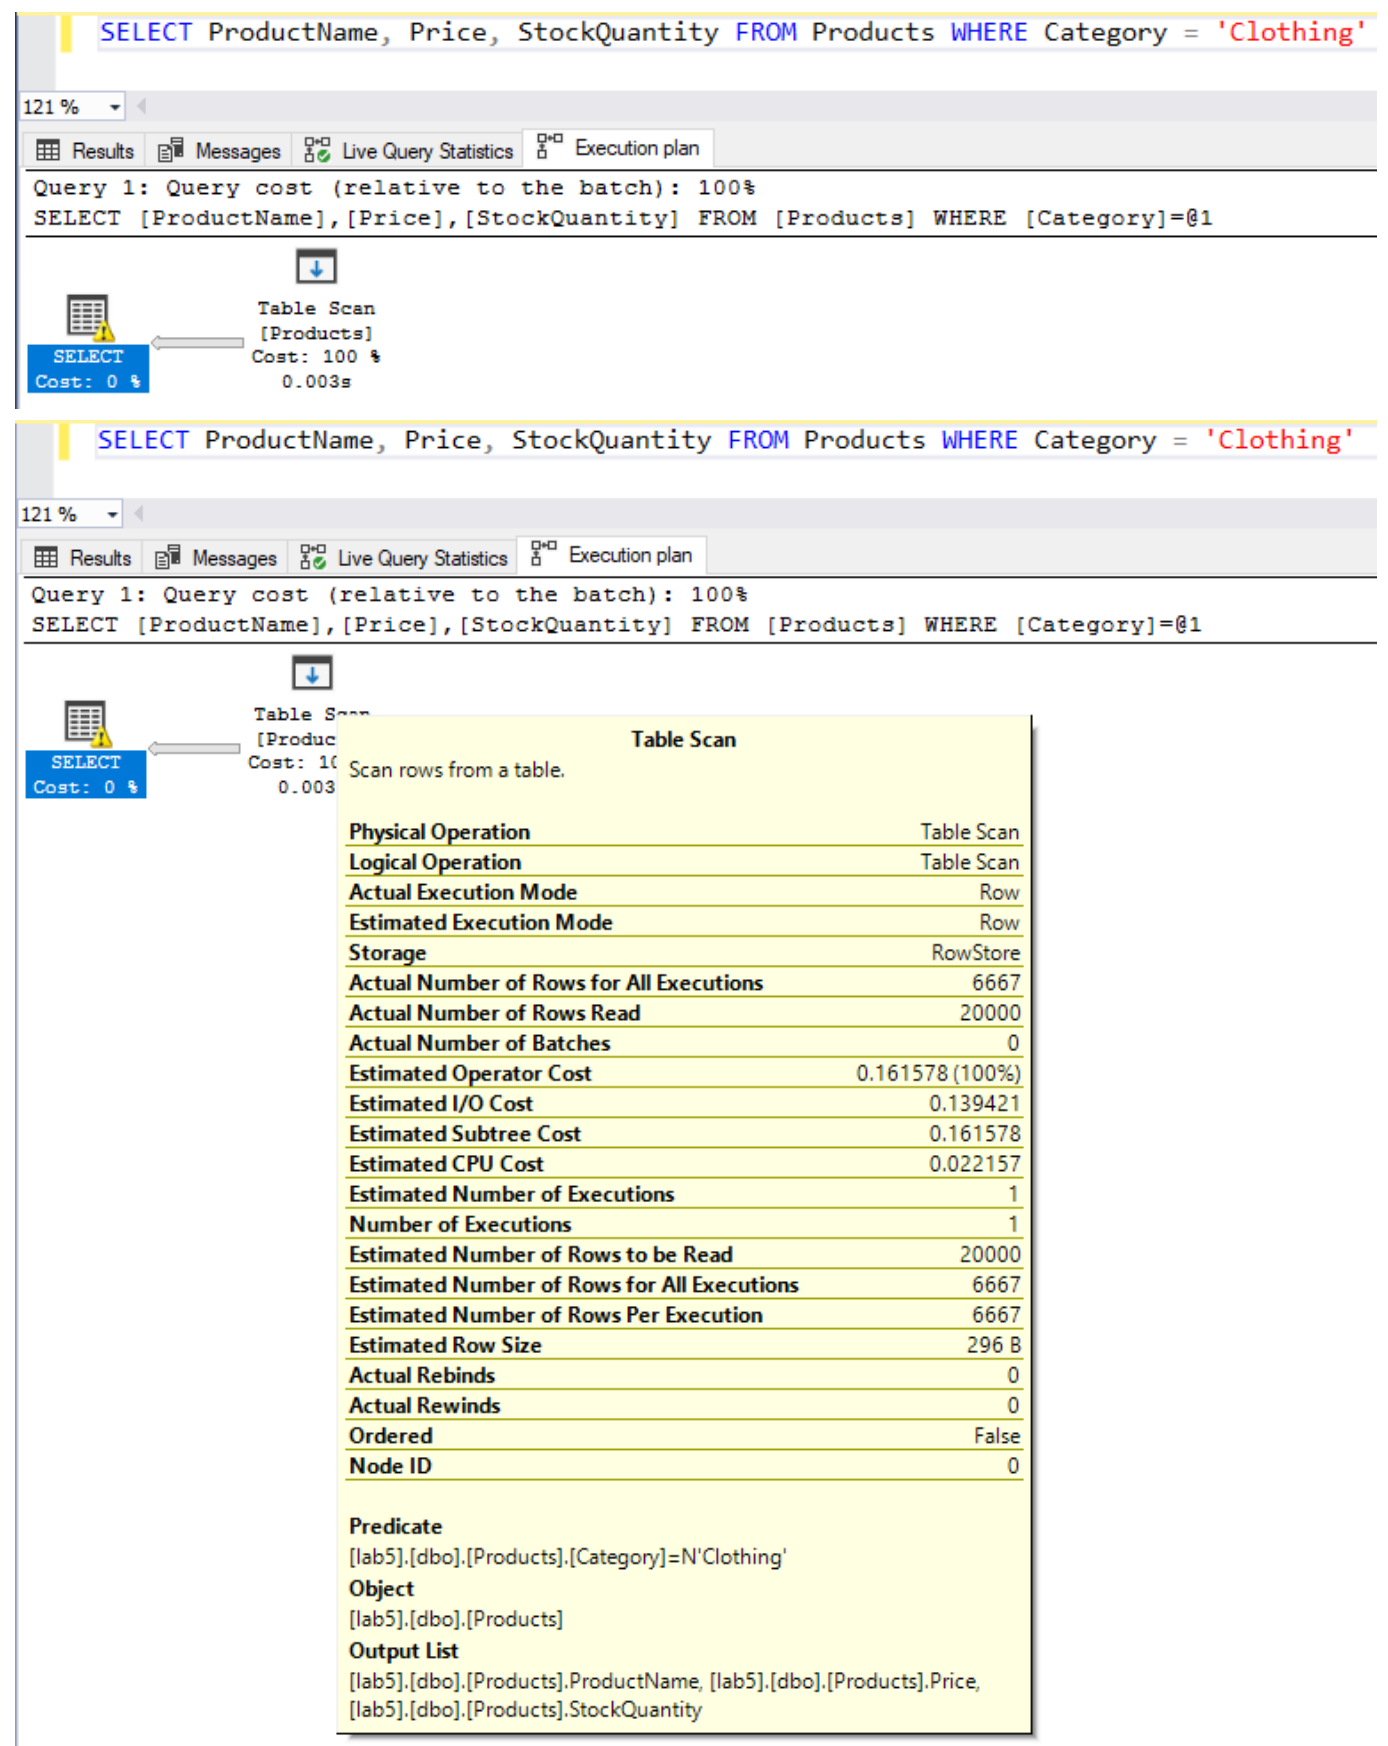 SELECT ProductName, Price, StockQuantity FROM Products WHERE Category = 'Clothing'
121 %
Results Messages Live Query Statistics Execution plan
Query 1: Query cost (relative to the batch): 100%
SELECT [ProductName],[Price],[StockQuantity] FROM [Products] WHERE [Category]=@1
Table Scan
[Products]
SELECT Cost: 100 %
Cost: 0 % 0.003s
SELECT ProductName, Price, StockQuantity FROM Products WHERE Category = 'Clothing'
121 %
Results Messages Live Query Statistics Execution plan
Query 1: Query cost (relative to the batch): 100%
SELECT [ProductName],[Price],[StockQuantity] FROM [Products] WHERE [Category]=@1
Table
[Produc
SELECT Cost: 10
Cost: 0 % 0.003
Table Scan
Scan rows from a table.
Physical Operation Table Scan
Logical Operation Table Scan
Actual Execution Mode Row
Estimated Execution Mode Row
Storage RowStore
Actual Number of Rows for All Executions 6667
Actual Number of Rows Read 20000
Actual Number of Batches 0
Estimated Operator Cost 0.161578 (100%)
Estimated I/O Cost 0.139421
Estimated Subtree Cost 0.161578
Estimated CPU Cost 0.022157
Estimated Number of Executions 1
Number of Executions 1
Estimated Number of Rows to be Read 20000
Estimated Number of Rows for All Executions 6667
Estimated Number of Rows Per Execution 6667
Estimated Row Size 296 B
Actual Rebinds 0
Actual Rewinds 0
Ordered False
Node ID 0
Predicate
[lab5].[dbo].[Products].[Category]=N'Clothing'
Object
[lab5].[dbo].[Products]
Output List
[lab5].[dbo].[Products].ProductName, [lab5].[dbo].[Products].Price,
[lab5].[dbo].[Products].StockQuantity